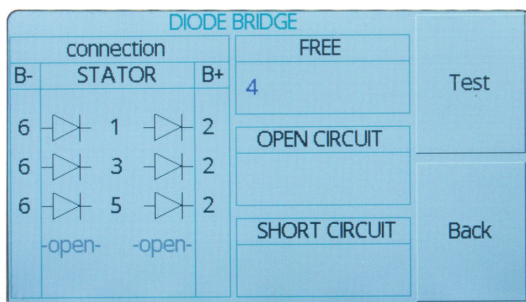 DIODE BRIDGE
connection
B- STATOR B+
6 1 2
6 3 2
6 5 2
-open- -open-
FREE
4
OPEN CIRCUIT
SHORT CIRCUIT
Test
Back